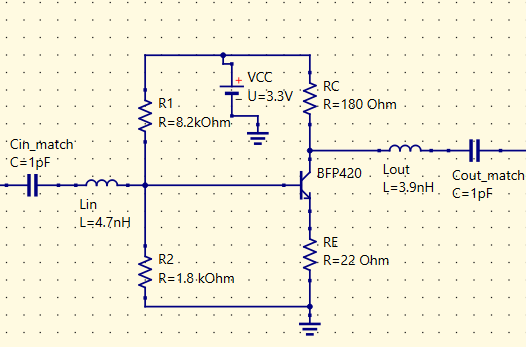 VCC
U=3.3V
RC
R=180 Ohm
R1
R=8.2kOhm
Cin_match
C=1pF
BFP420
Lout
L=3.9nH
Cout_match
C=1pF
Lin
L=4.7nH
RE
R=22 Ohm
R2
R=1.8 kOhm